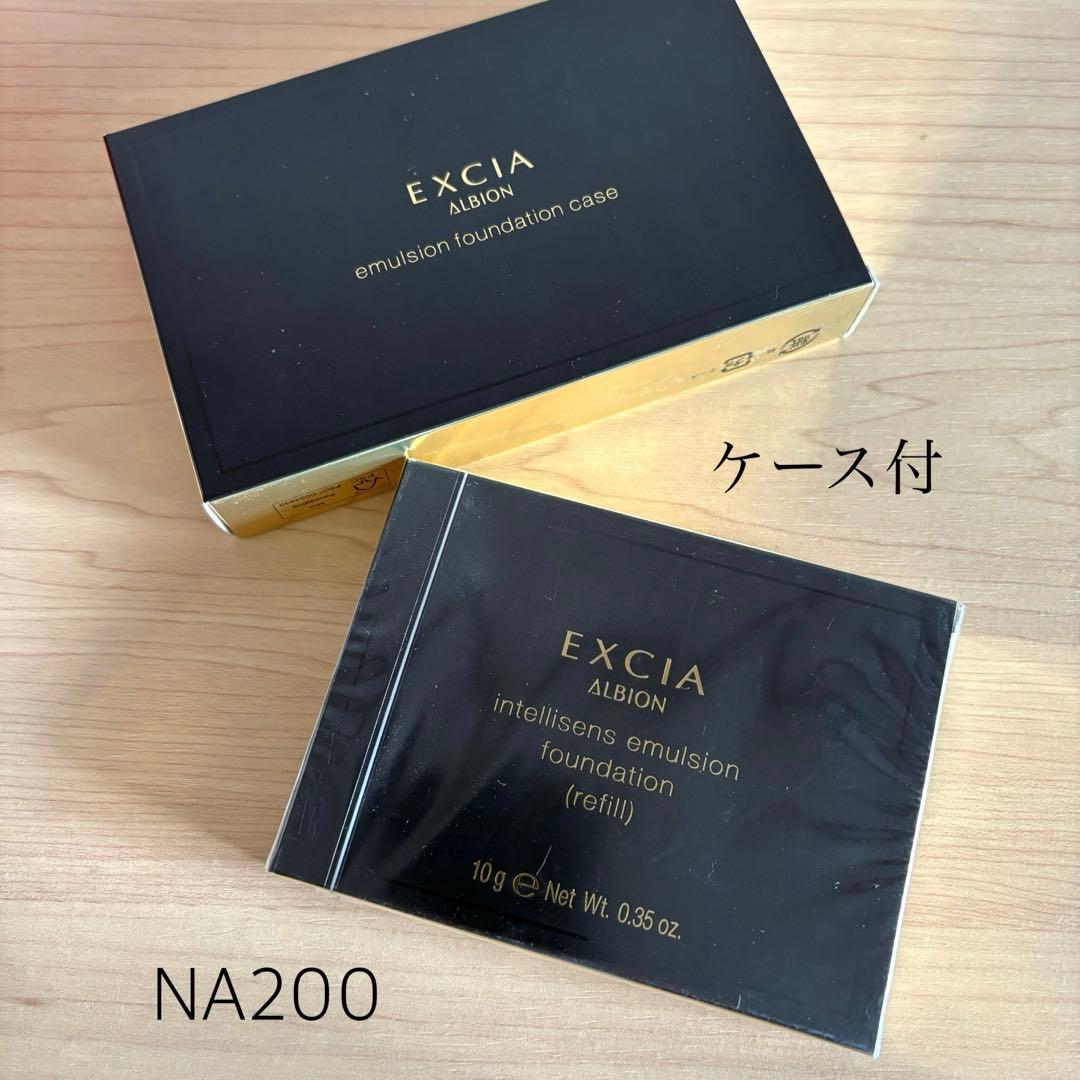 EXCIA
ALBION
emulsion foundation case
ケース付
EXCIA
ALBION
intellisens emulsion
foundation
(refill)
10 g ℮ Net Wt. 0.35 oz.
NA200